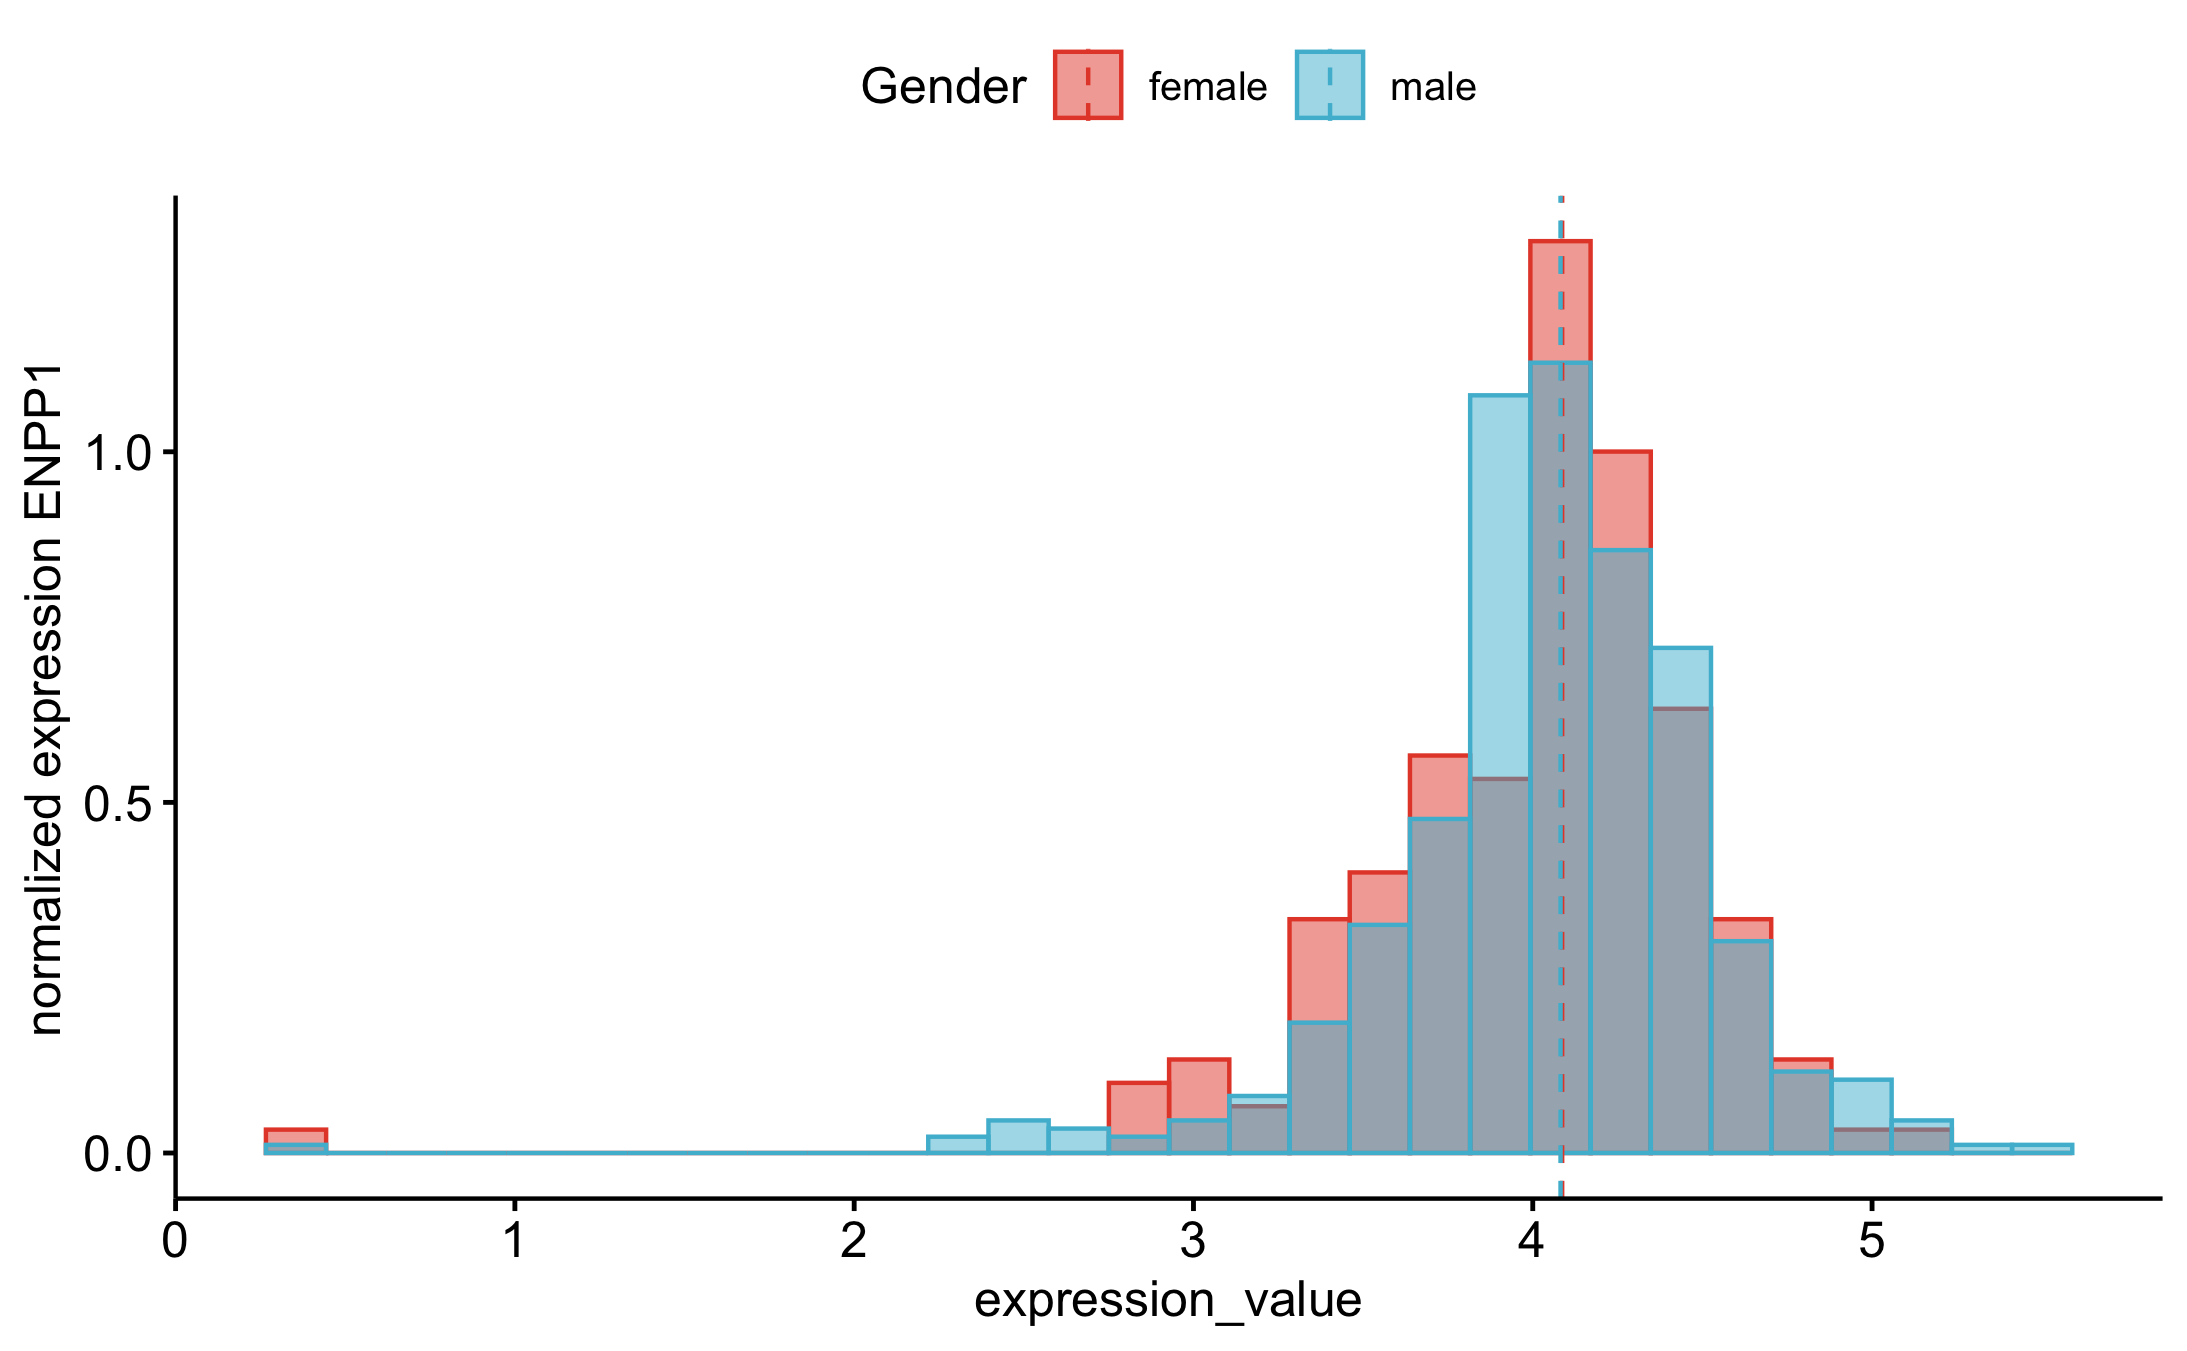 Gender female male
normalized expression ENPP1
1.0
0.5
0.0
0 1 2 3 4 5
expression_value